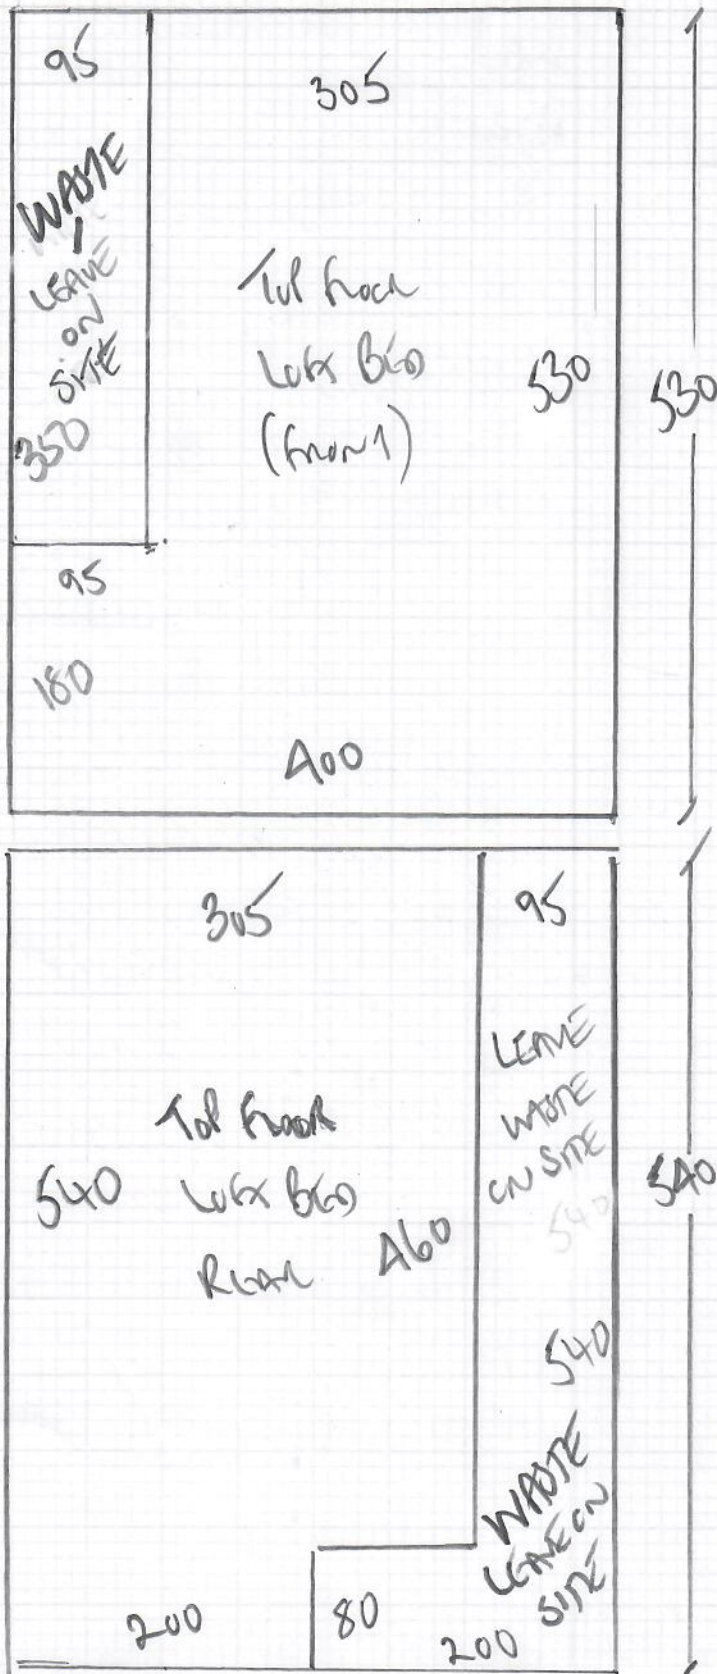 95
305
WASTE
LEAVE
ON
SITE
350
TOP FLOOR
LOFT BED
(FRONT)
530
530
95
180
400
305
95
LEAVE
WASTE
ON SITE
540
TOP FLOOR
LOFT BED
REAR
540
460
540
540
WASTE
LEAVE ON
SITE
200
80
200